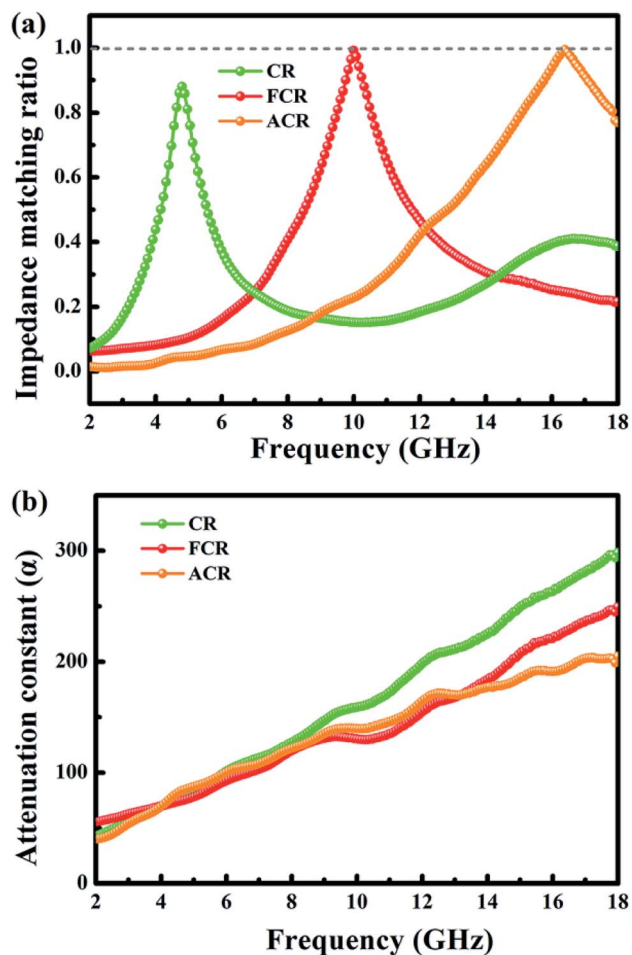 (a)
Impedance matching ratio
1.0
0.8
0.6
0.4
0.2
0.0
CR
FCR
ACR
2 4 6 8 10 12 14 16 18
Frequency (GHz)
(b)
Attenuation constant (α)
300
200
100
0
CR
FCR
ACR
2 4 6 8 10 12 14 16 18
Frequency (GHz)